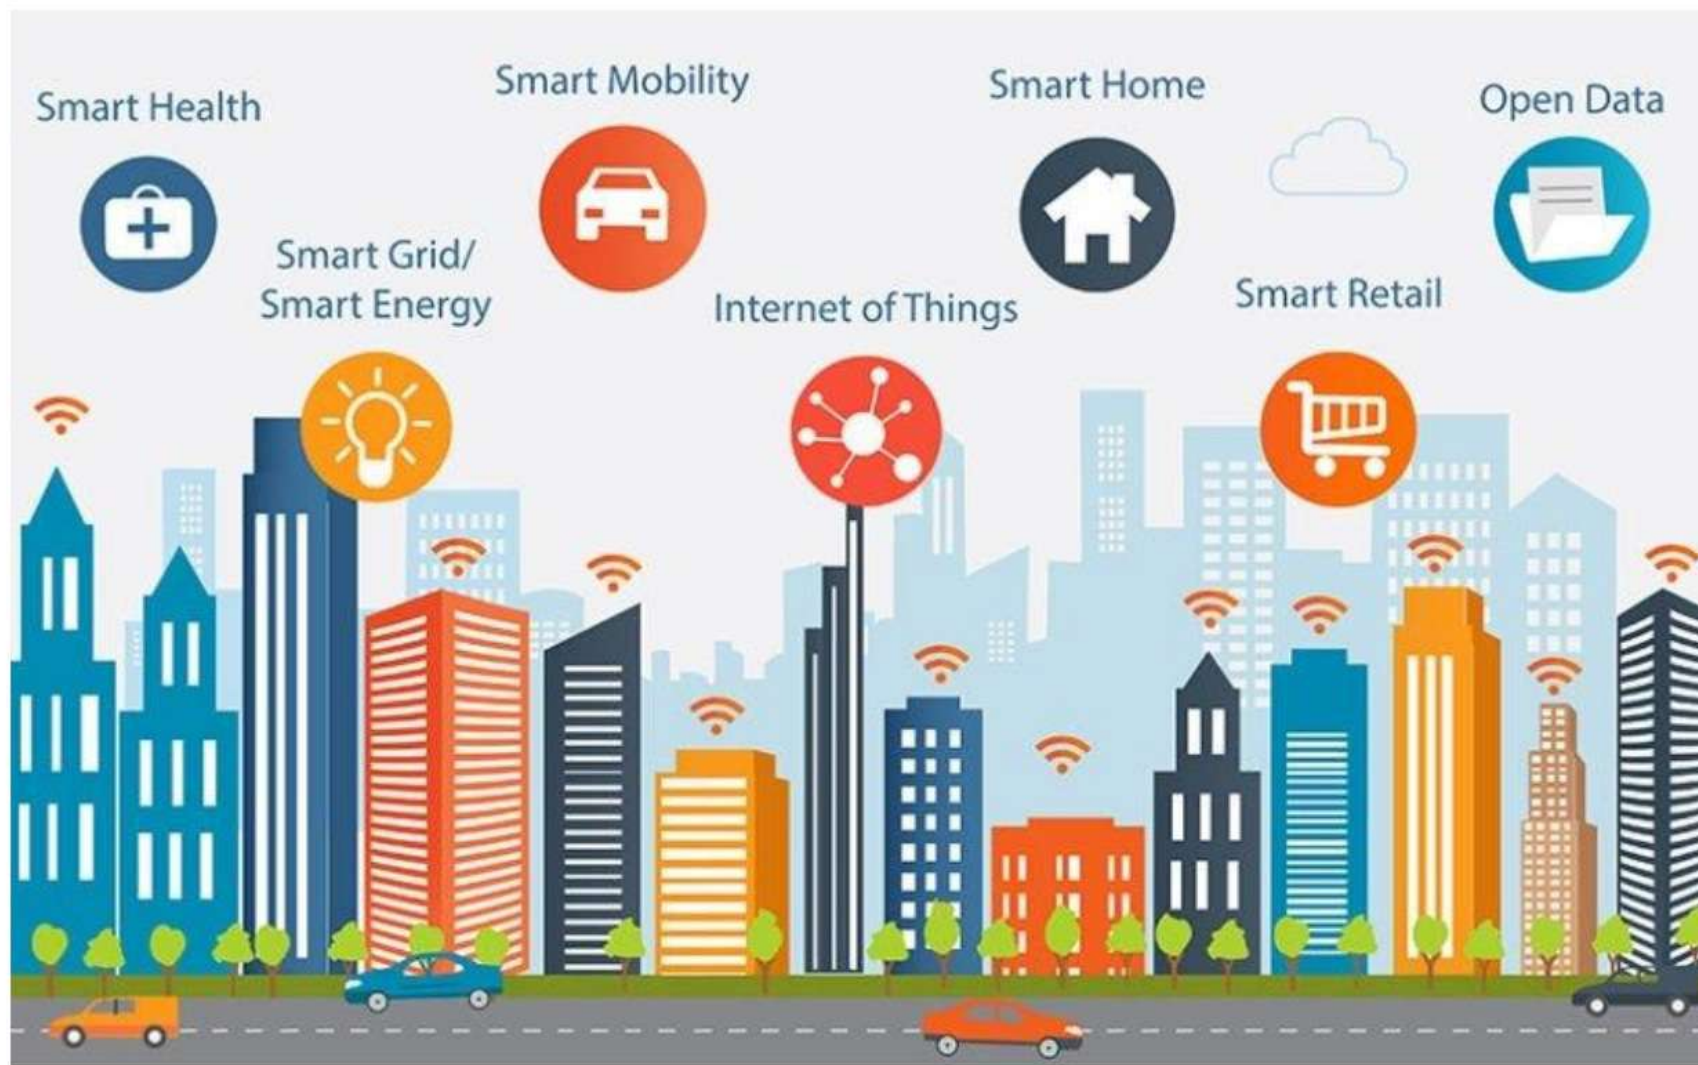 Smart Health
Smart Mobility
Smart Home
Open Data
Smart Grid/
Smart Energy
Internet of Things
Smart Retail